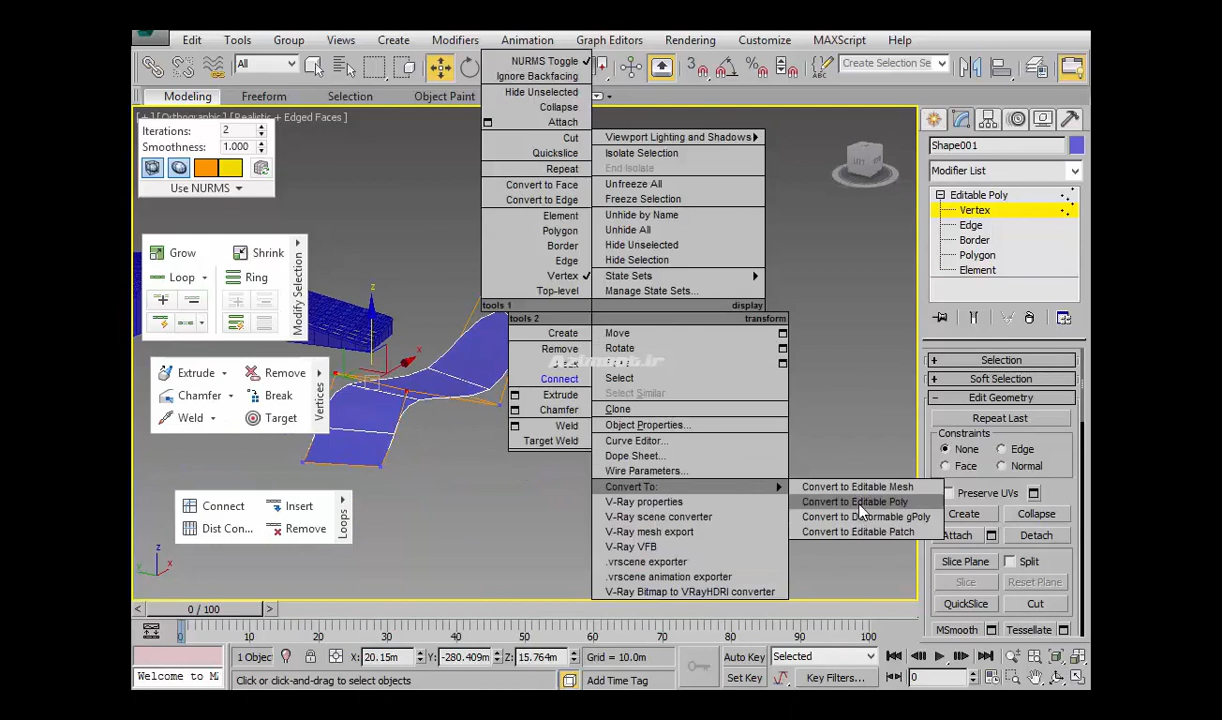 Edit Tools Group Views Create Modifiers Animation Graph Editors Rendering Customize MAXScript Help
All
3
Create Selection Se
Modeling Freeform Selection Object Paint
Iterations: 2
Smoothness: 1.000
Use NURMS
Grow Shrink
Loop Ring
Modify Selection
Extrude Remove
Chamfer Break
Weld Target
Vertices
Connect Insert
Dist Con... Remove
Loops
NURMS Toggle
Ignore Backfacing
Hide Unselected
Collapse
Attach
Cut
Quickslice
Repeat
Convert to Face
Convert to Edge
Element
Polygon
Border
Edge
Vertex
Top-level
tools 1
tools 2
Create
Remove
Connect
Extrude
Chamfer
Weld
Target Weld
Viewport Lighting and Shadows
Isolate Selection
End Isolate
Unfreeze All
Freeze Selection
Unhide by Name
Unhide All
Hide Unselected
Hide Selection
State Sets
Manage State Sets...
display
transform
Move
Rotate
Select
Select Similar
Clone
Object Properties...
Curve Editor...
Dope Sheet...
Wire Parameters...
Convert To:
V-Ray properties
V-Ray scene converter
V-Ray mesh export
V-Ray VFB
.vrscene exporter
.vrscene animation exporter
V-Ray Bitmap to VRayHDRI converter
Convert to Editable Mesh
Convert to Editable Poly
Convert to Deformable gPoly
Convert to Editable Patch
z
x
z
y x
Shape001
Modifier List
Editable Poly
Vertex
Edge
Border
Polygon
Element
+ Selection
+ Soft Selection
- Edit Geometry
Repeat Last
Constraints
None Edge
Face Normal
Preserve UVs
Create Collapse
Attach Detach
Slice Plane Split
Slice Reset Plane
QuickSlice Cut
MSmooth Tessellate
< 0 / 100 >
0 10 20 30 40 50 60 70 80 90 100
1 Objec X: 20.15m Y: -280.409m Z: 15.764m Grid = 10.0m Auto Key Selected
Welcome to M Click or click-and-drag to select objects Add Time Tag Set Key Key Filters... 0